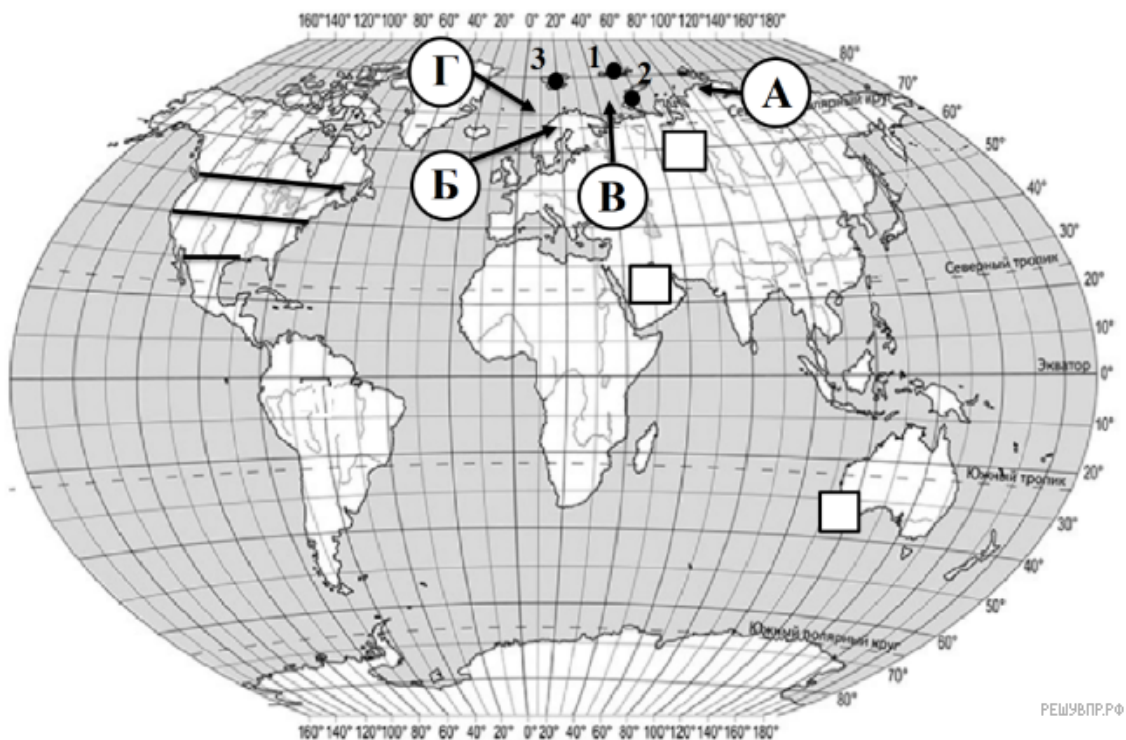 160°140°120°100°80° 60° 40° 20° 0° 20° 40° 60° 80°100°120°140° 160°180°
80°
Г
3
1
2
А
70°
Северный полярный круг
60°
50°
Б
В
40°
30°
Северный тропик
20°
10°
Экватор
0°
10°
20°
Южный тропик
30°
40°
50°
Южный полярный круг
60°
70°
80°
РЕШУВПР.РФ
160°140°120°100°80° 60° 40° 20° 0° 20° 40° 60° 80°100°120°140° 160°180°